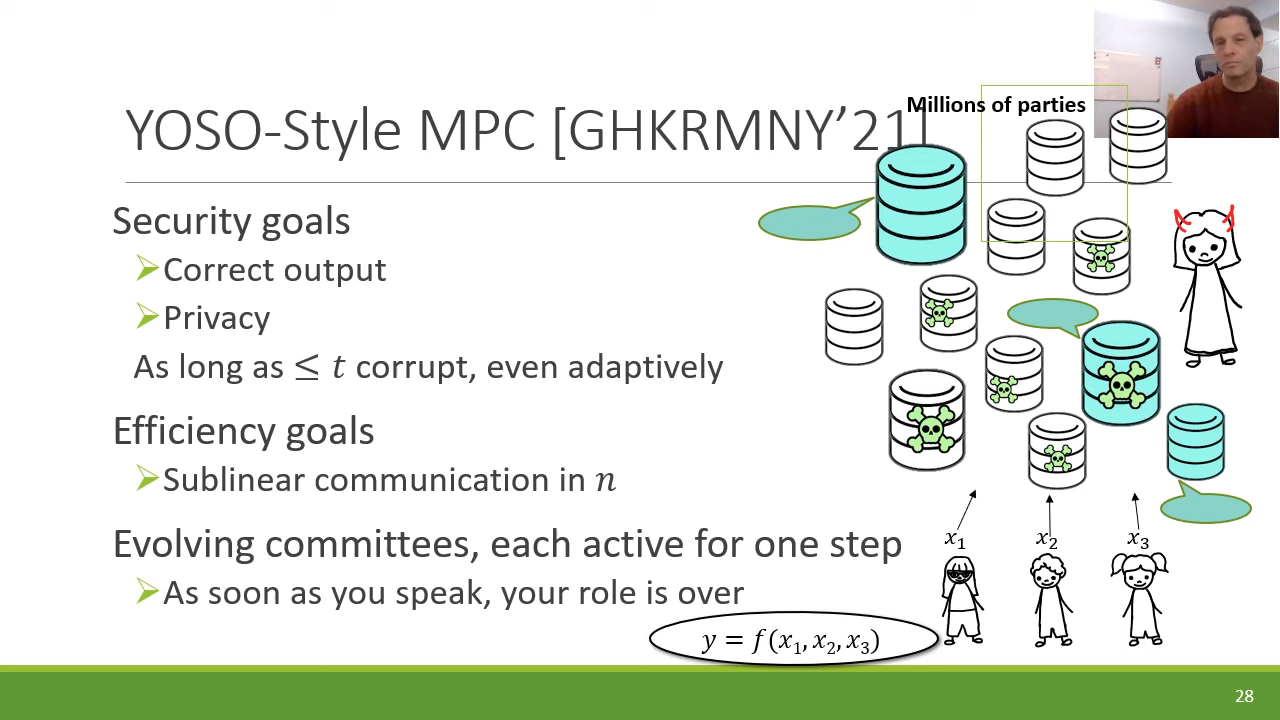 YOSO-Style MPC [GHKRMNY’21]
Millions of parties
Security goals
Correct output
Privacy
As long as ≤ t corrupt, even adaptively
Efficiency goals
Sublinear communication in n
Evolving committees, each active for one step
As soon as you speak, your role is over
x₁ x₂ x₃
y = f(x₁, x₂, x₃)
28